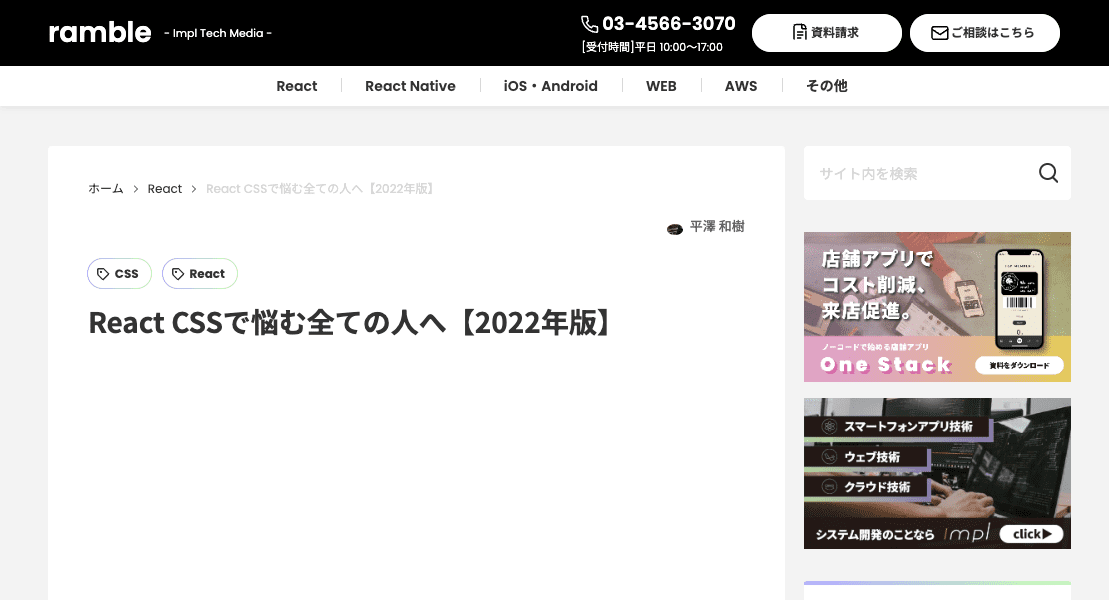 ramble
- Impl Tech Media -
03-4566-3070
[受付時間]平日 10:00〜17:00
資料請求
ご相談はこちら
React
React Native
iOS・Android
WEB
AWS
その他
ホーム > React > React CSSで悩む全ての人へ【2022年版】
平澤 和樹
CSS
React
React CSSで悩む全ての人へ【2022年版】
サイト内を検索
店舗アプリで
コスト削減、
来店促進。
ノーコードで始める店舗アプリ
One Stack
資料をダウンロード
スマートフォンアプリ技術
ウェブ技術
クラウド技術
システム開発のことなら impl click▶